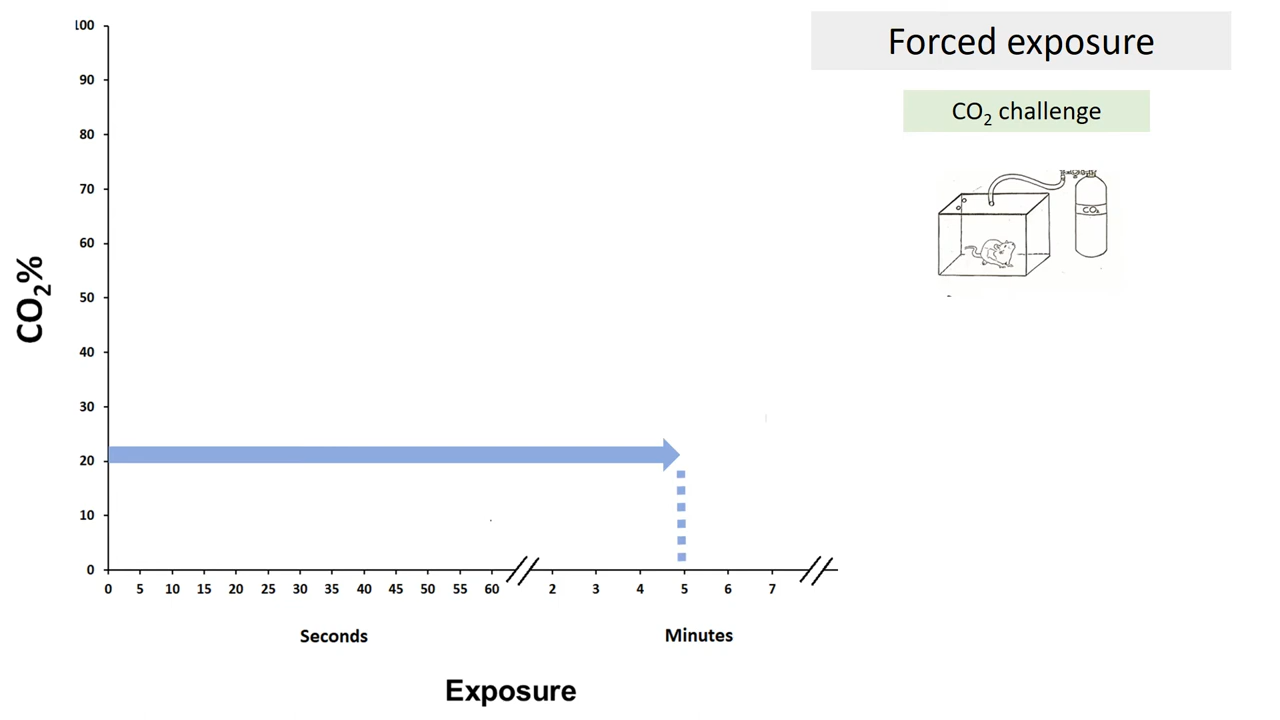 Forced exposure
CO₂ challenge
CO₂
CO₂%
100
90
80
70
60
50
40
30
20
10
0
0 5 10 15 20 25 30 35 40 45 50 55 60 2 3 4 5 6 7
Seconds Minutes
Exposure